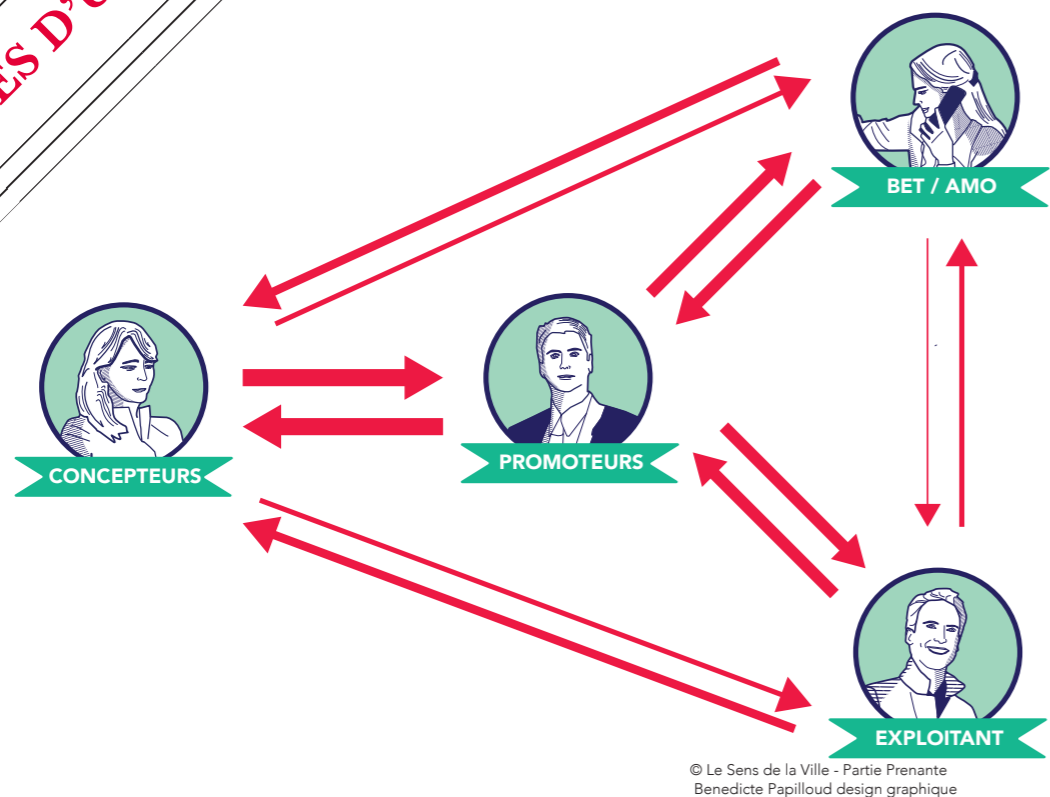 BET / AMO
CONCEPTEURS
PROMOTEURS
EXPLOITANT
© Le Sens de la Ville - Partie Prenante
Benedicte Papilloud design graphique